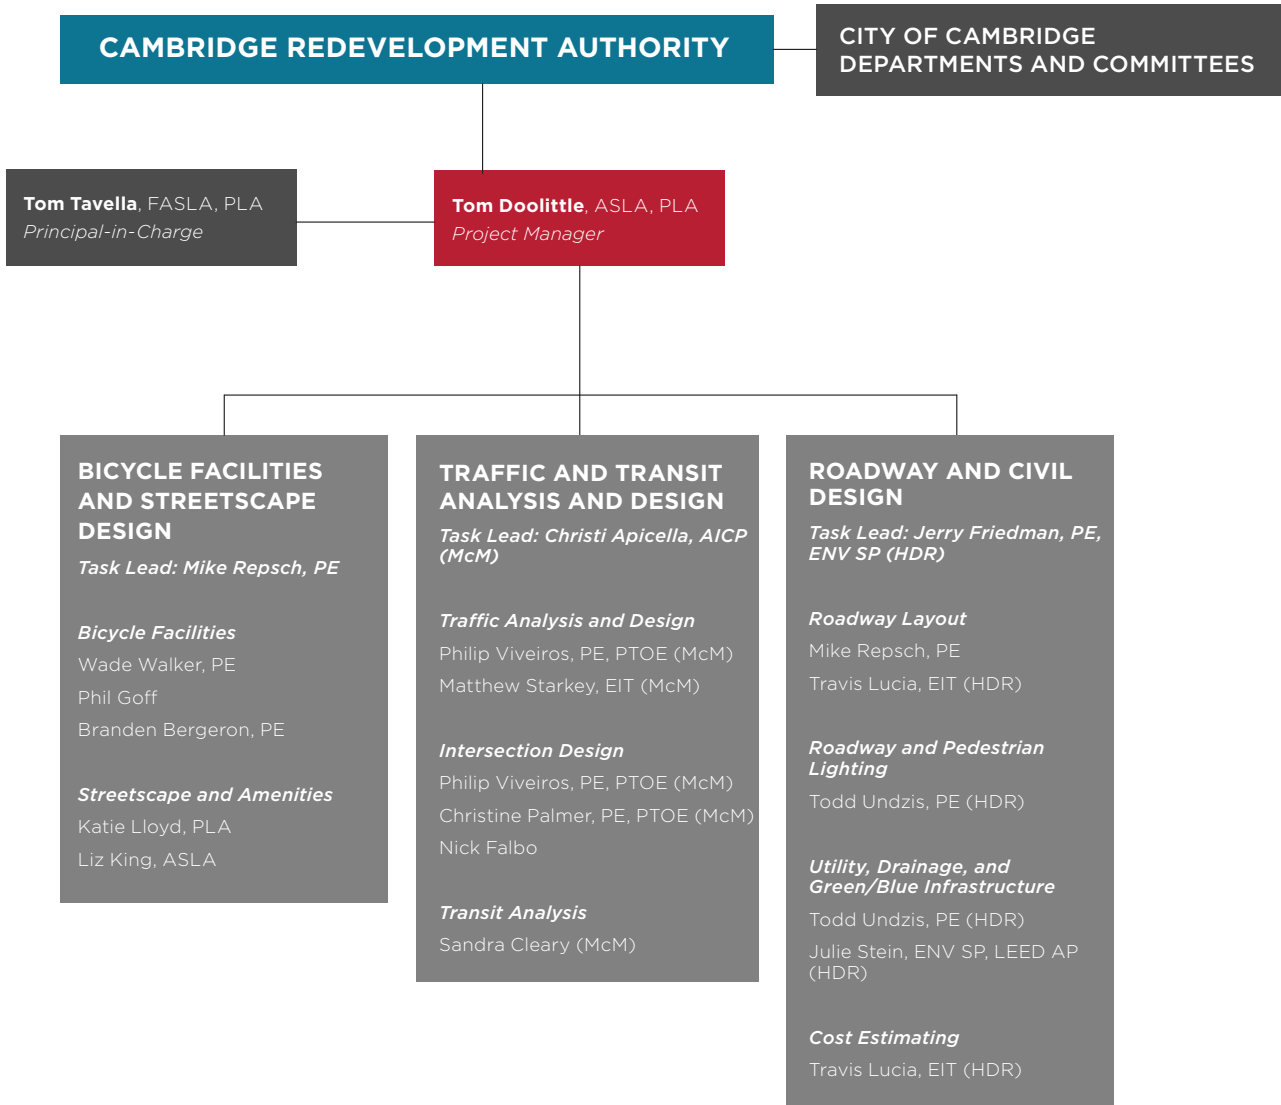 CAMBRIDGE REDEVELOPMENT AUTHORITY
CITY OF CAMBRIDGE
DEPARTMENTS AND COMMITTEES
Tom Tavella, FASLA, PLA
Principal-in-Charge
Tom Doolittle, ASLA, PLA
Project Manager
BICYCLE FACILITIES
AND STREETSCAPE
DESIGN
Task Lead: Mike Repsch, PE
Bicycle Facilities
Wade Walker, PE
Phil Goff
Branden Bergeron, PE
Streetscape and Amenities
Katie Lloyd, PLA
Liz King, ASLA
TRAFFIC AND TRANSIT
ANALYSIS AND DESIGN
Task Lead: Christi Apicella, AICP
(McM)
Traffic Analysis and Design
Philip Viveiros, PE, PTOE (McM)
Matthew Starkey, EIT (McM)
Intersection Design
Philip Viveiros, PE, PTOE (McM)
Christine Palmer, PE, PTOE (McM)
Nick Falbo
Transit Analysis
Sandra Cleary (McM)
ROADWAY AND CIVIL
DESIGN
Task Lead: Jerry Friedman, PE,
ENV SP (HDR)
Roadway Layout
Mike Repsch, PE
Travis Lucia, EIT (HDR)
Roadway and Pedestrian
Lighting
Todd Undzis, PE (HDR)
Utility, Drainage, and
Green/Blue Infrastructure
Todd Undzis, PE (HDR)
Julie Stein, ENV SP, LEED AP
(HDR)
Cost Estimating
Travis Lucia, EIT (HDR)